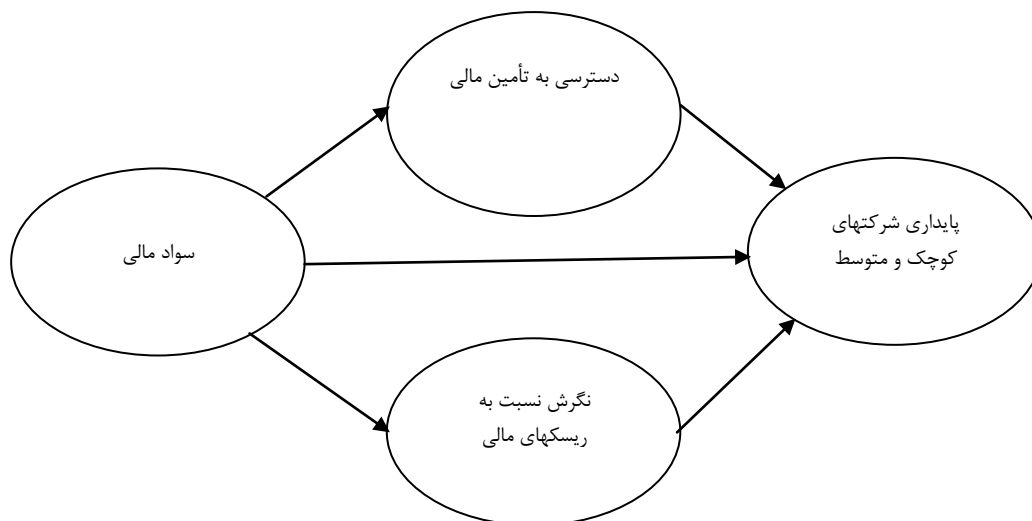 دسترسی به تأمین مالی
سواد مالی
پایداری شرکتهای
کوچک و متوسط
نگرش نسبت به
ریسکهای مالی